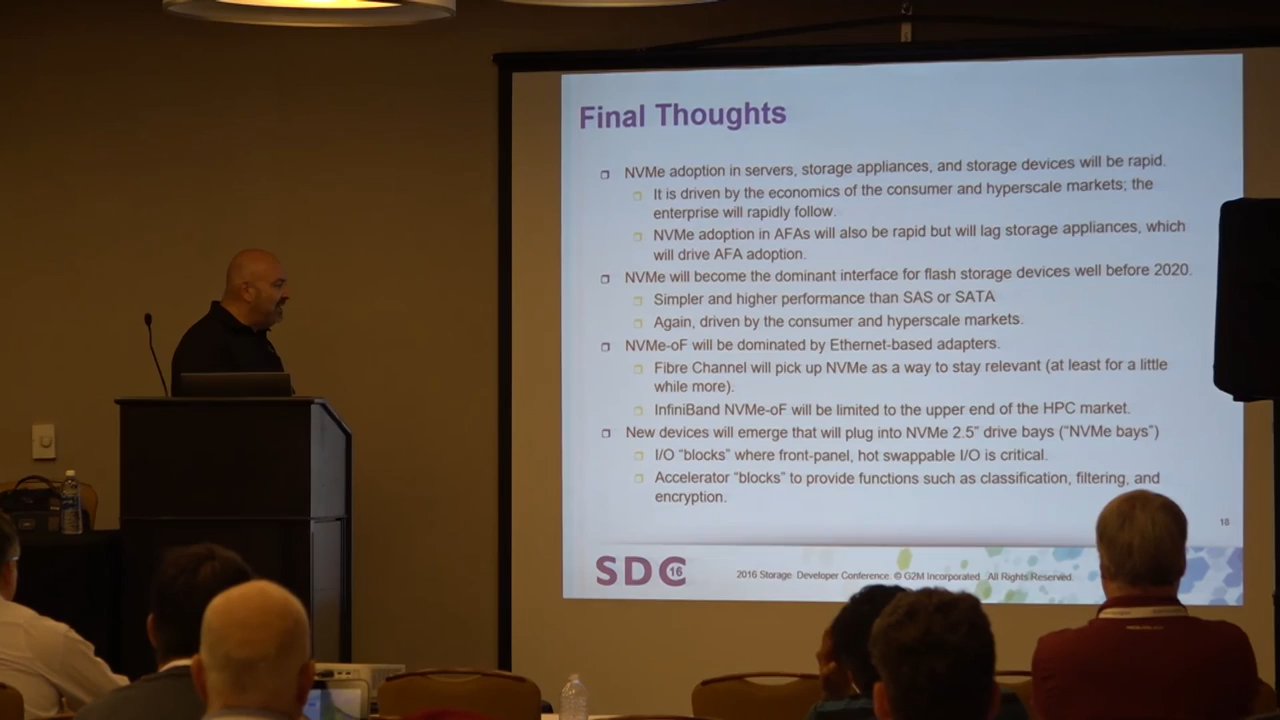 Final Thoughts
NVMe adoption in servers, storage appliances, and storage devices will be rapid.
It is driven by the economics of the consumer and hyperscale markets; the
enterprise will rapidly follow.
NVMe adoption in AFAs will also be rapid but will lag storage appliances, which
will drive AFA adoption.
NVMe will become the dominant interface for flash storage devices well before 2020.
Simpler and higher performance than SAS or SATA
Again, driven by the consumer and hyperscale markets.
NVMe-oF will be dominated by Ethernet-based adapters.
Fibre Channel will pick up NVMe as a way to stay relevant (at least for a little
while more).
InfiniBand NVMe-oF will be limited to the upper end of the HPC market.
New devices will emerge that will plug into NVMe 2.5" drive bays ("NVMe bays")
I/O "blocks" where front-panel, hot swappable I/O is critical.
Accelerator "blocks" to provide functions such as classification, filtering, and
encryption.
18
SDC 16
2016 Storage Developer Conference. © G2M Incorporated. All Rights Reserved.